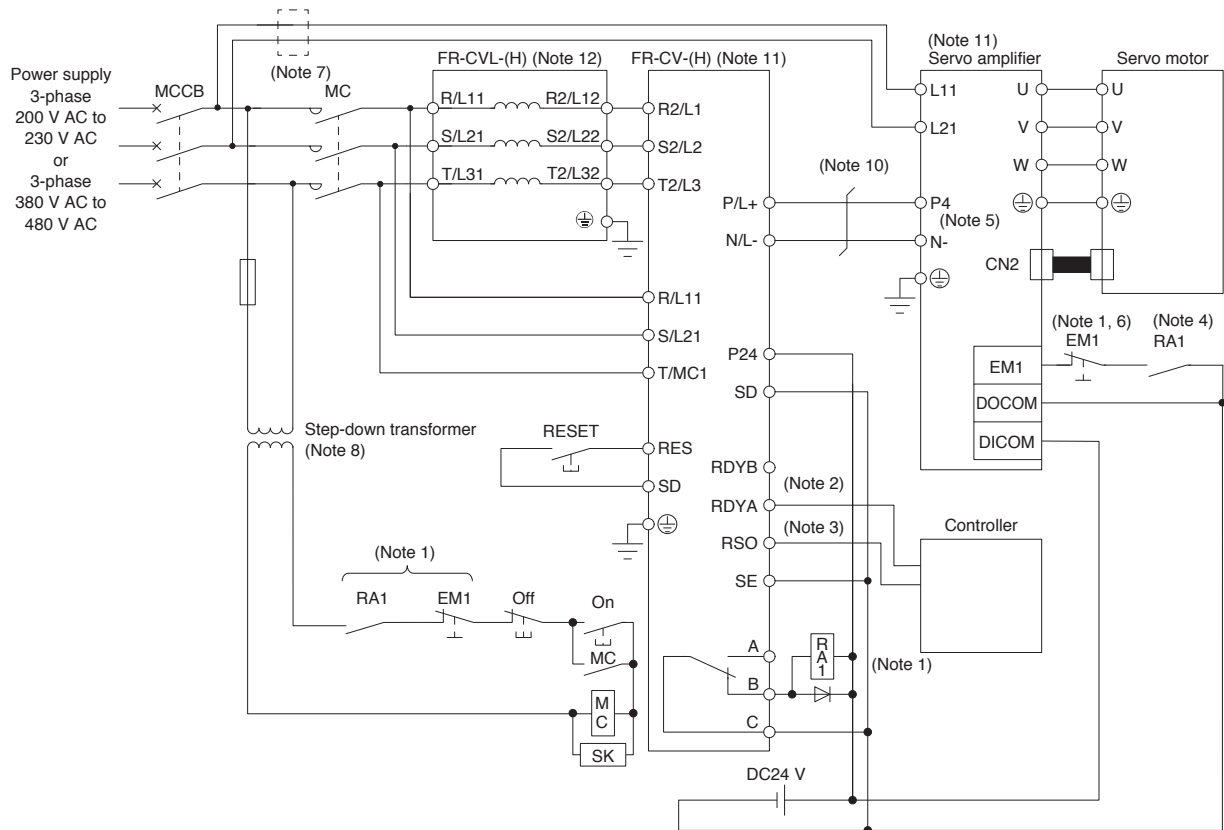 Power supply
3-phase
200 V AC to
230 V AC
or
3-phase
380 V AC to
480 V AC
MCCB
(Note 7)
MC
FR-CVL-(H) (Note 12)
R/L11
R2/L12
S/L21
S2/L22
T/L31
T2/L32
FR-CV-(H) (Note 11)
R2/L1
S2/L2
T2/L3
R/L11
S/L21
T/MC1
RES
SD
P/L+
N/L-
P24
SD
RDYB
RDYA
RSO
SE
A
B
C
(Note 10)
(Note 11)
Servo amplifier
L11
L21
P4
(Note 5)
N-
U
V
W
CN2
EM1
DOCOM
DICOM
Servo motor
U
V
W
(Note 1, 6)
EM1
(Note 4)
RA1
Step-down transformer
(Note 8)
RESET
(Note 2)
(Note 3)
Controller
(Note 1)
RA1
EM1
Off
On
MC
MC
SK
RA1
(Note 1)
DC24 V